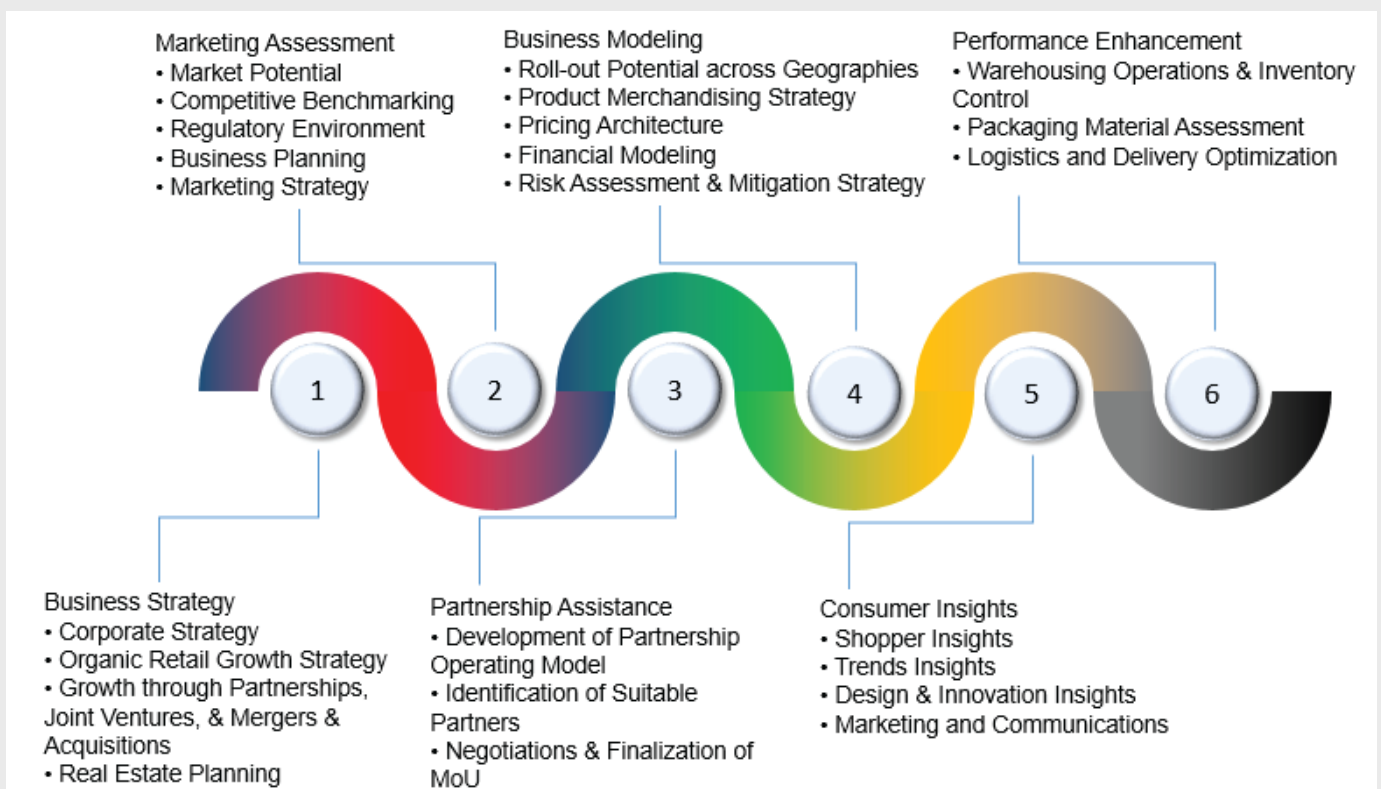 Marketing Assessment
• Market Potential
• Competitive Benchmarking
• Regulatory Environment
• Business Planning
• Marketing Strategy
Business Modeling
• Roll-out Potential across Geographies
• Product Merchandising Strategy
• Pricing Architecture
• Financial Modeling
• Risk Assessment & Mitigation Strategy
Performance Enhancement
• Warehousing Operations & Inventory
Control
• Packaging Material Assessment
• Logistics and Delivery Optimization
1
2
3
4
5
6
Business Strategy
• Corporate Strategy
• Organic Retail Growth Strategy
• Growth through Partnerships,
Joint Ventures, & Mergers &
Acquisitions
• Real Estate Planning
Partnership Assistance
• Development of Partnership
Operating Model
• Identification of Suitable
Partners
• Negotiations & Finalization of
MoU
Consumer Insights
• Shopper Insights
• Trends Insights
• Design & Innovation Insights
• Marketing and Communications